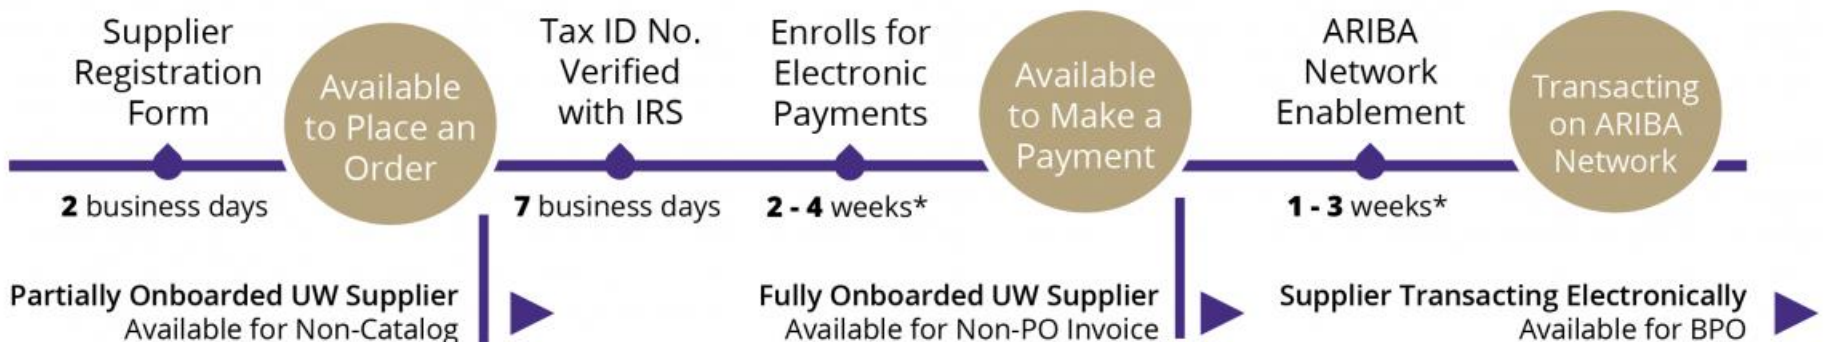 Supplier
Registration
Form
2 business days
Available
to Place an
Order
Tax ID No.
Verified
with IRS
7 business days
Enrolls for
Electronic
Payments
2 - 4 weeks*
Available
to Make a
Payment
ARIBA
Network
Enablement
1 - 3 weeks*
Transacting
on ARIBA
Network
Partially Onboarded UW Supplier
Available for Non-Catalog
Fully Onboarded UW Supplier
Available for Non-PO Invoice
Supplier Transacting Electronically
Available for BPO